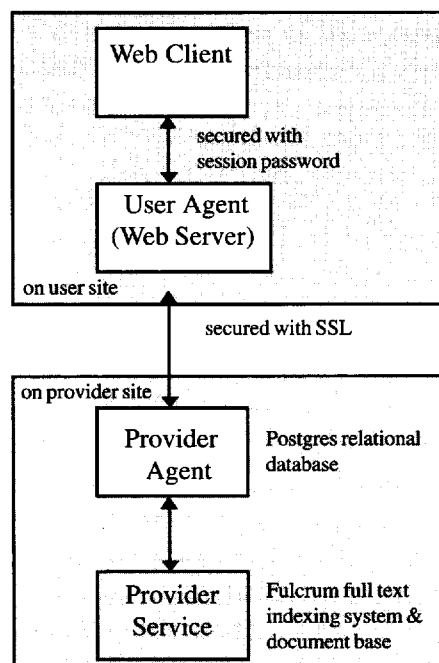 Web Client
secured with
session password
User Agent
(Web Server)
on user site
secured with SSL
on provider site
Provider
Agent
Postgres relational
database
Provider
Service
Fulcrum full text
indexing system &
document base